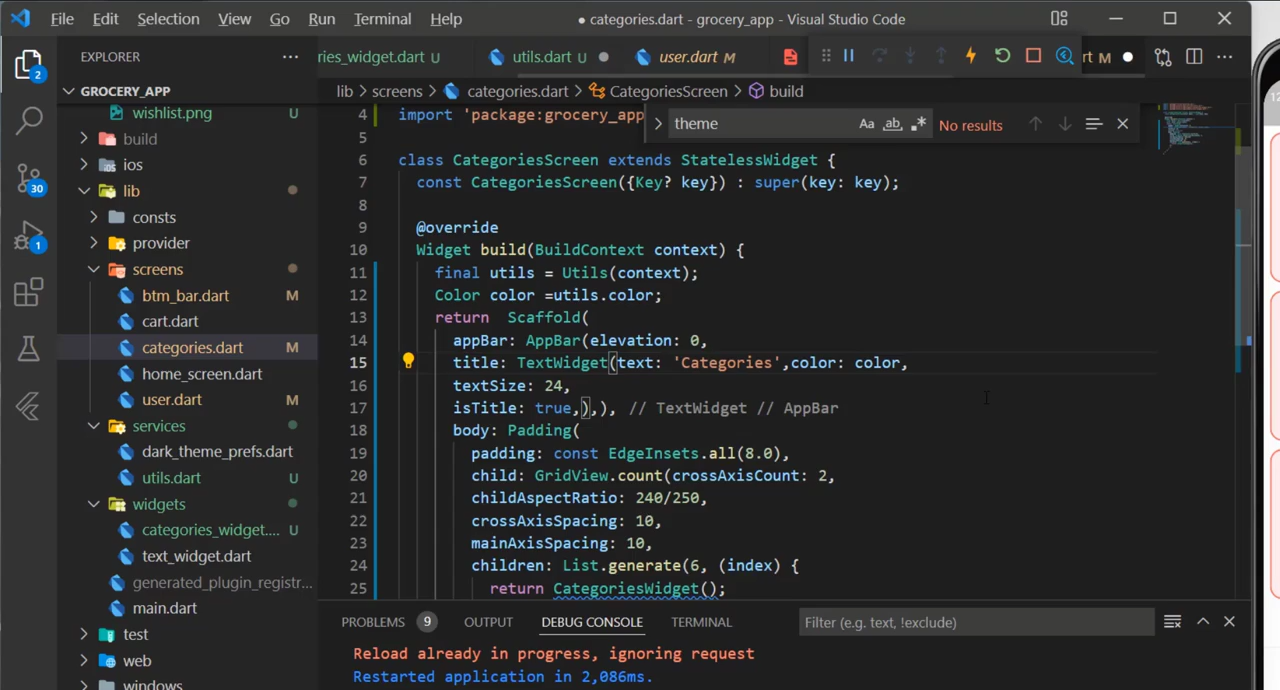 File Edit Selection View Go Run Terminal Help
● categories.dart - grocery_app - Visual Studio Code
EXPLORER ···
ries_widget.dart U
utils.dart ●
user.dart M
rt M ●
2
30
1
GROCERY_APP
wishlist.png U
build
ios
lib
consts
provider
screens
btm_bar.dart M
cart.dart
categories.dart M
home_screen.dart
user.dart M
services
dark_theme_prefs.dart
utils.dart U
widgets
categories_widget.... U
text_widget.dart
generated_plugin_registr...
main.dart
test
web
windows
lib > screens > categories.dart > CategoriesScreen > build
theme Aa ab .* No results
4 import 'package:grocery_app
5
6 class CategoriesScreen extends StatelessWidget {
7 const CategoriesScreen({Key? key}) : super(key: key);
8
9 @override
10 Widget build(BuildContext context) {
11 final utils = Utils(context);
12 Color color =utils.color;
13 return Scaffold(
14 appBar: AppBar(elevation: 0,
15 title: TextWidget(text: 'Categories',color: color,
16 textSize: 24,
17 isTitle: true,),), // TextWidget // AppBar
18 body: Padding(
19 padding: const EdgeInsets.all(8.0),
20 child: GridView.count(crossAxisCount: 2,
21 childAspectRatio: 240/250,
22 crossAxisSpacing: 10,
23 mainAxisSpacing: 10,
24 children: List.generate(6, (index) {
25 return CategoriesWidget();
PROBLEMS 9 OUTPUT DEBUG CONSOLE TERMINAL
Filter (e.g. text, !exclude)
Reload already in progress, ignoring request
Restarted application in 2,086ms.